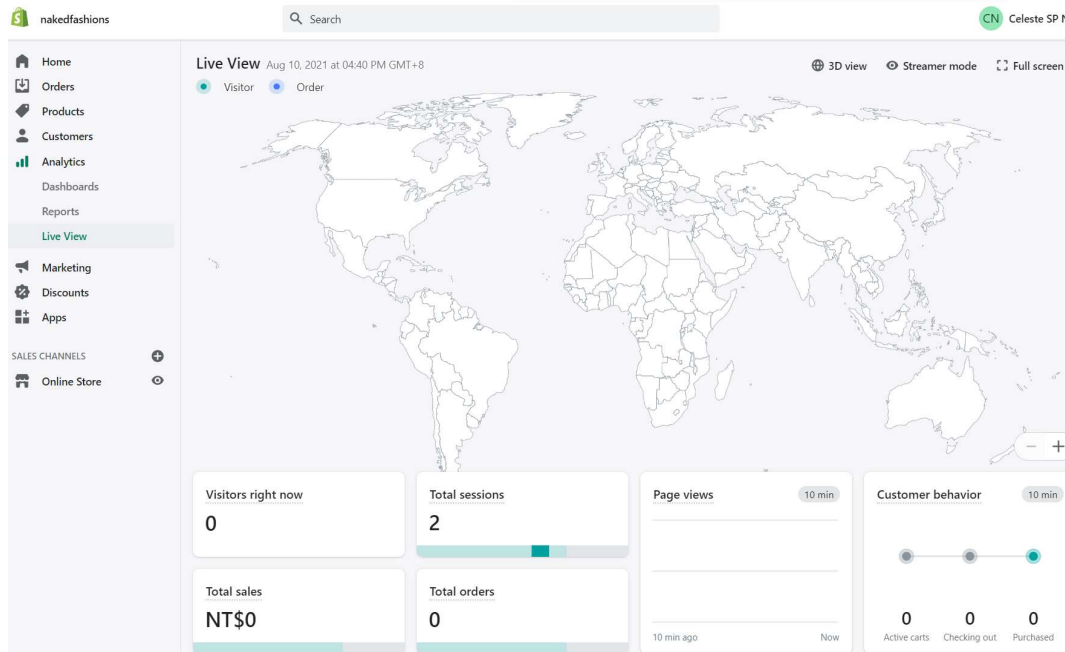 nakedfashions
Search
CN Celeste SP N
Home
Orders
Products
Customers
Analytics
Dashboards
Reports
Live View
Marketing
Discounts
Apps
SALES CHANNELS
Online Store
Live View Aug 10, 2021 at 04:40 PM GMT+8
3D view Streamer mode Full screen
Visitor Order
Visitors right now
0
Total sessions
2
Page views 10 min
10 min ago Now
Customer behavior 10 min
0 0 0
Active carts Checking out Purchased
Total sales
NT$0
Total orders
0